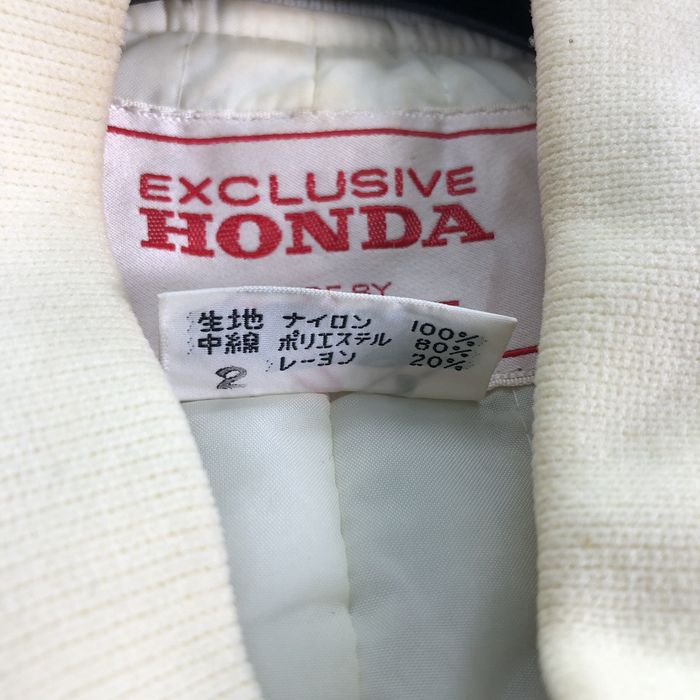 EXCLUSIVE
HONDA
BY
生地 ナイロン 100%
中綿 ポリエステル 80%
レーヨン 20%
2